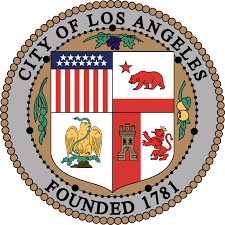 CITY OF LOS ANGELES
FOUNDED 1781